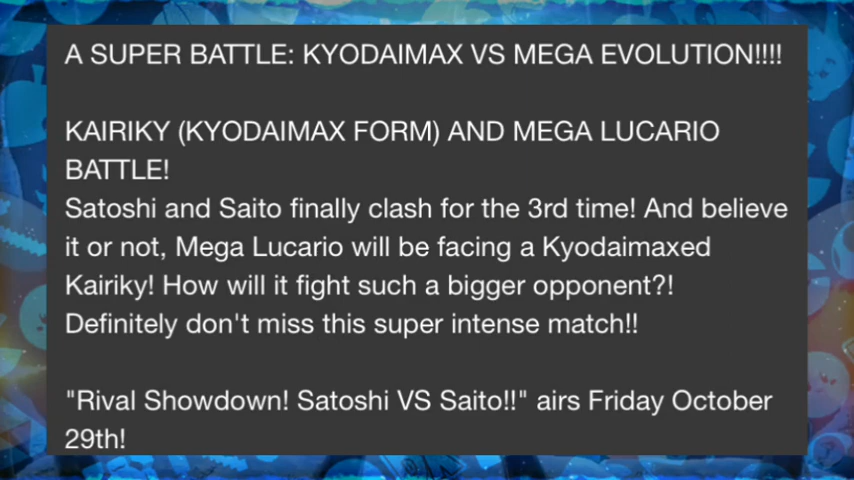 A SUPER BATTLE: KYODAIMAX VS MEGA EVOLUTION!!!!
KAIRIKY (KYODAIMAX FORM) AND MEGA LUCARIO
BATTLE!
Satoshi and Saito finally clash for the 3rd time! And believe
it or not, Mega Lucario will be facing a Kyodaimaxed
Kairiky! How will it fight such a bigger opponent?!
Definitely don't miss this super intense match!!
"Rival Showdown! Satoshi VS Saito!!" airs Friday October
29th!